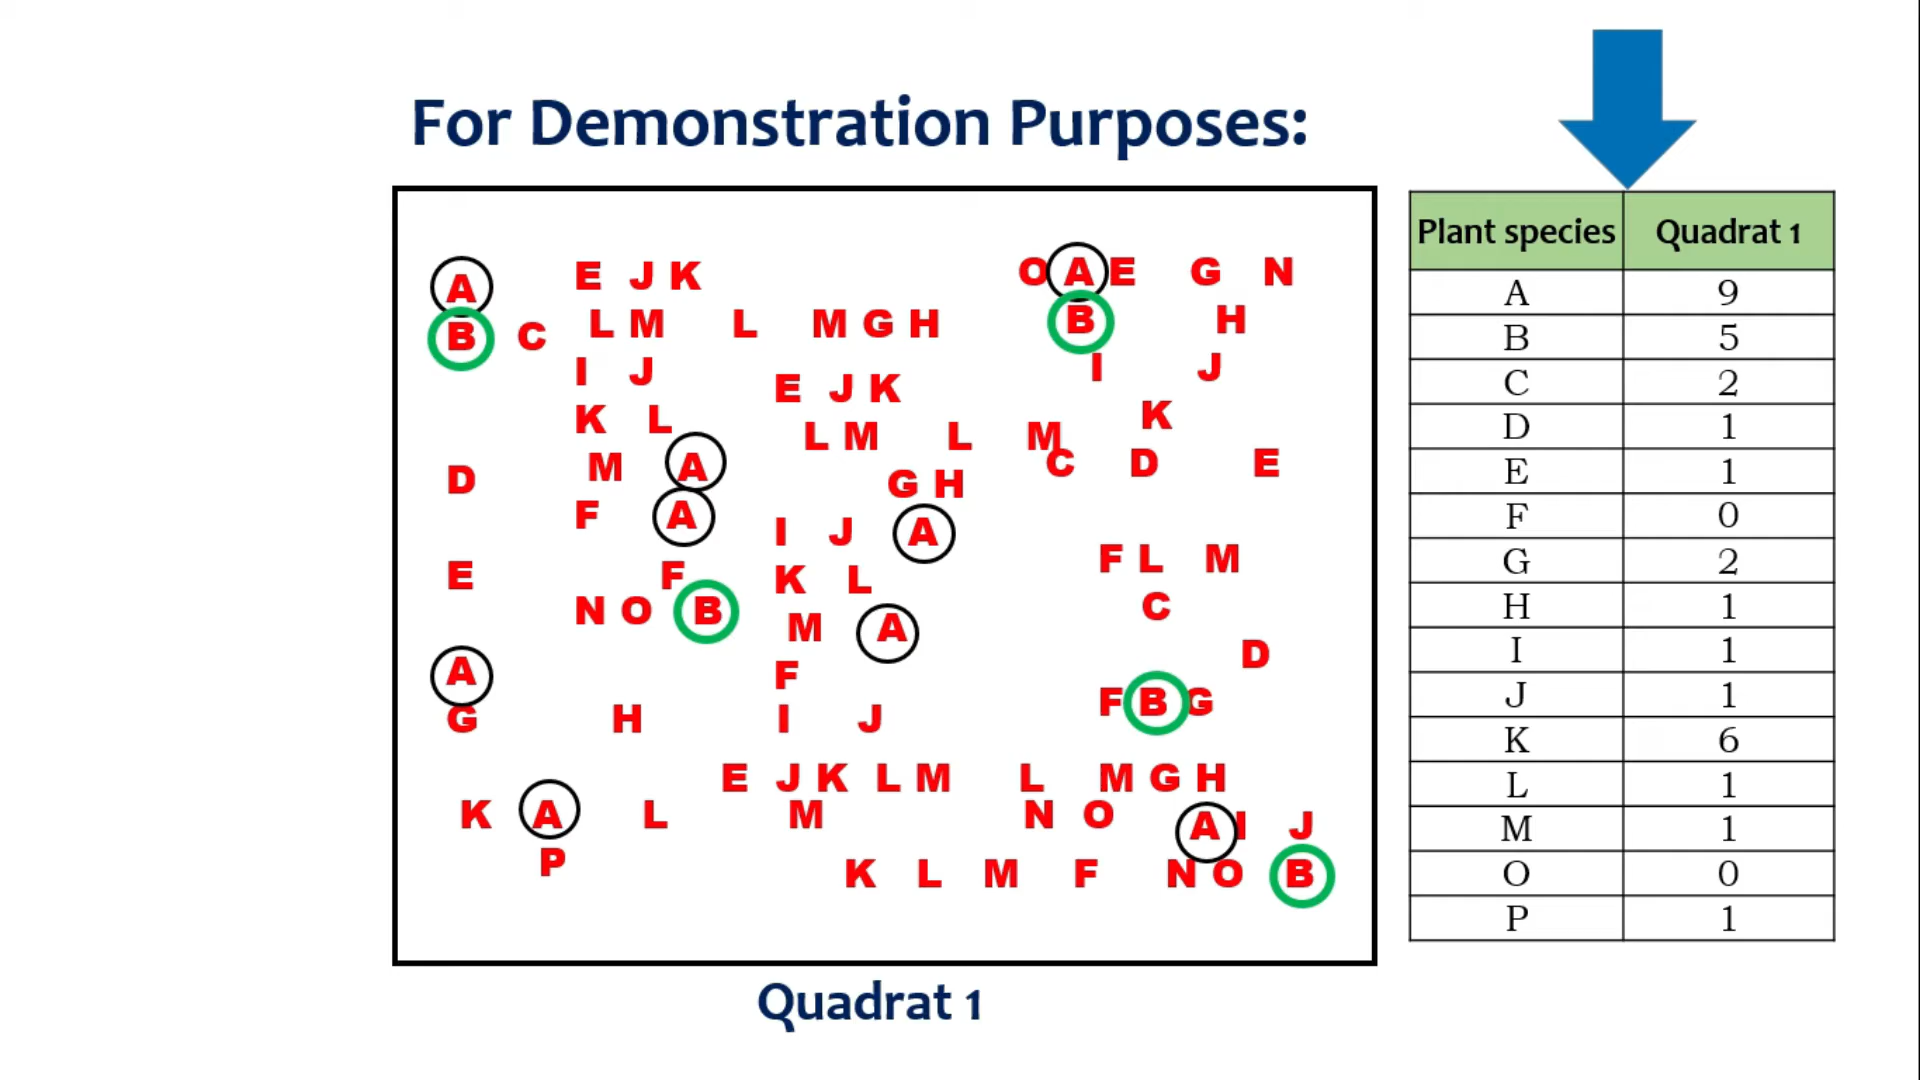 For Demonstration Purposes:
A E J K O A E G N
B C L M L M G H B H
I J E J K I J
K L L M L M K
D M A G H C D E
F A I J A
E F K L F L M
N O B M A C
A F D
G H I J F B G
E J K L M L M G H
K A L M N O A I J
P K L M F N O B
Quadrat 1
Plant species Quadrat 1
A 9
B 5
C 2
D 1
E 1
F 0
G 2
H 1
I 1
J 1
K 6
L 1
M 1
O 0
P 1